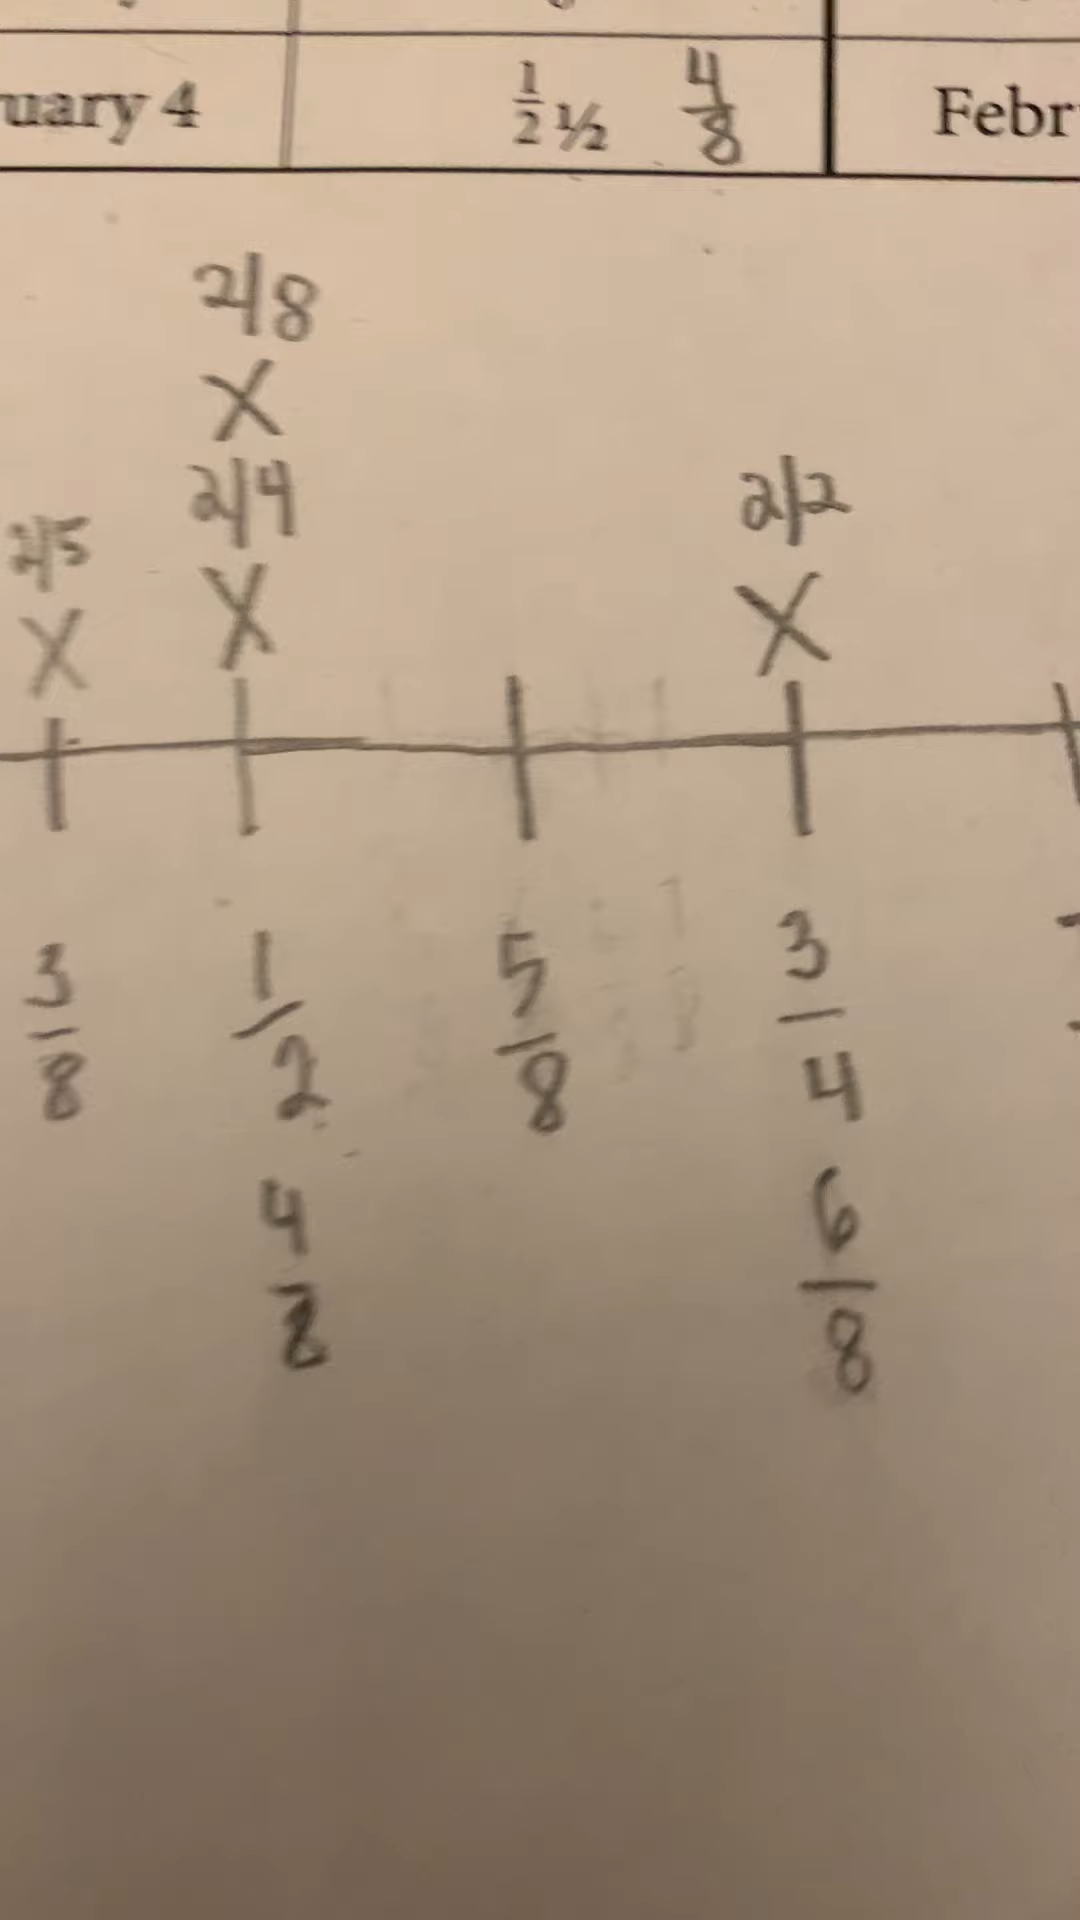 uary 4 1/2 ½ 4/8 Febr
2/8
X
2/4 2/2
2/5 X X
X
3/8 1/2 5/8 3/4
4/8 6/8